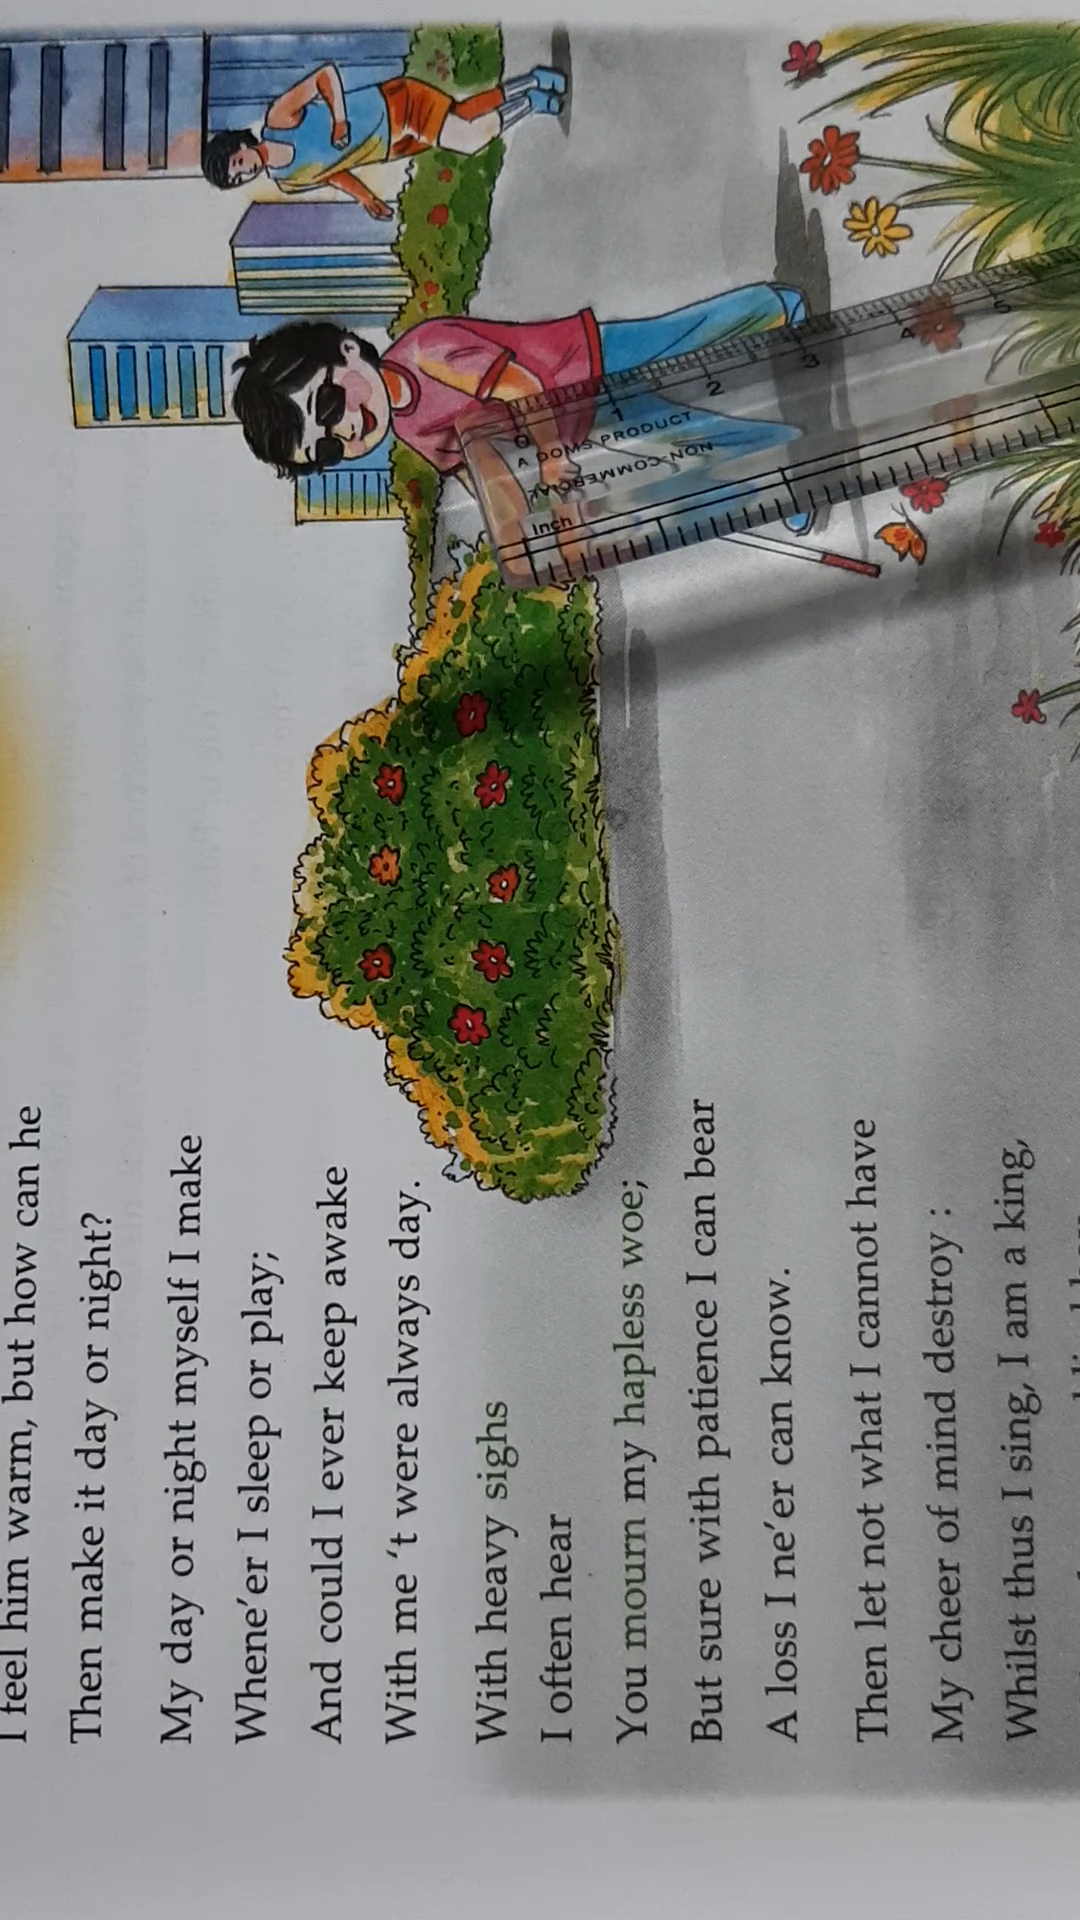 I feel him warm, but how can he
Then make it day or night?
My day or night myself I make
Whene'er I sleep or play;
And could I ever keep awake
With me 't were always day.
With heavy sighs
I often hear
You mourn my hapless woe;
But sure with patience I can bear
A loss I ne'er can know.
Then let not what I cannot have
My cheer of mind destroy :
Whilst thus I sing, I am a king,
0 1 2 3 4 5
A DOMS PRODUCT
NON-COMMERCIAL
Inch